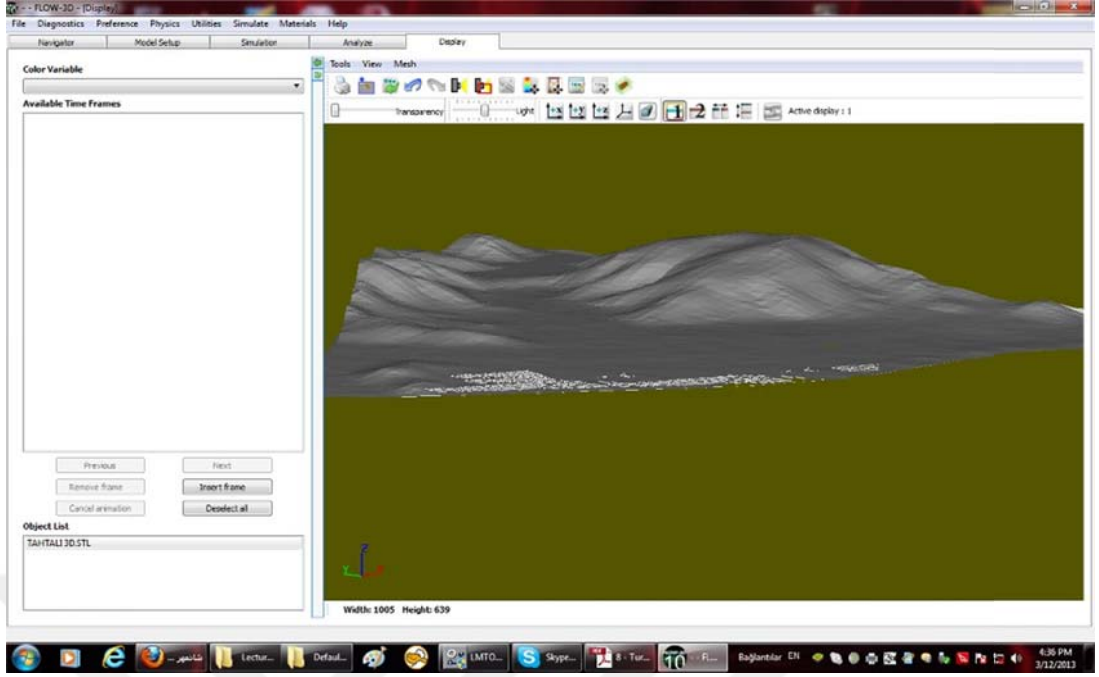 - - FLOW-3D - [Display]
File Diagnostics Preference Physics Utilities Simulate Materials Help
Navigator Model Setup Simulation Analyze Display
Color Variable
Available Time Frames
Previous Next
Remove frame Insert frame
Cancel animation Deselect all
Object List
TAHTALI 3D.STL
Tools View Mesh
Transparency Light Active display : 1
z
y x
Width: 1005 Height: 639
شانمهر ... Lectur... Defaul... LMTO... Skype... 8 - Tur... - - FL... Bağlantılar EN 4:36 PM
3/12/2013